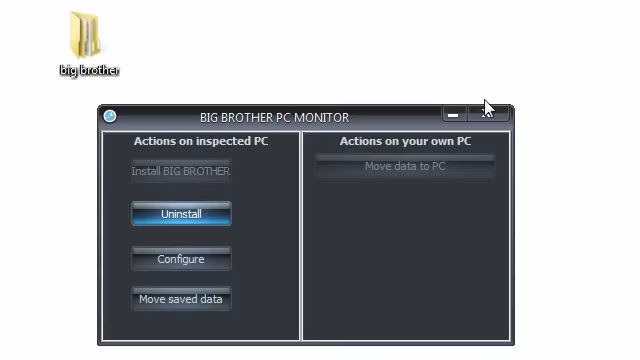 big brother
BIG BROTHER PC MONITOR
Actions on inspected PC
Install BIG BROTHER
Uninstall
Configure
Move saved data
Actions on your own PC
Move data to PC